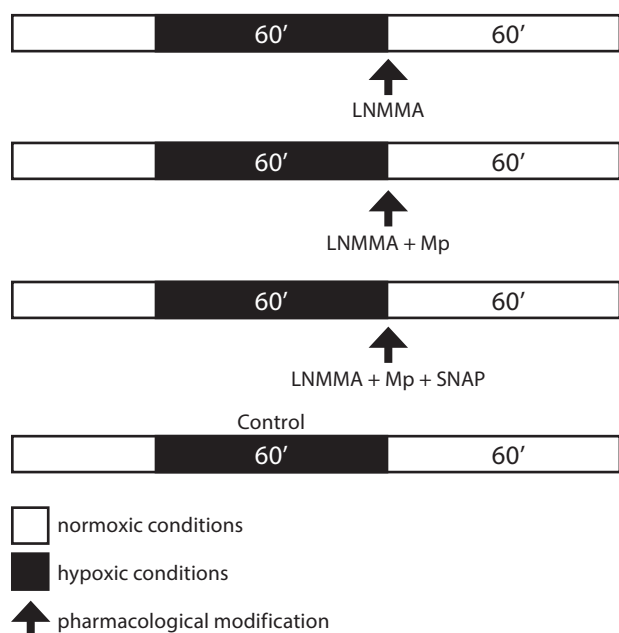 60′ 60′
LNMMA
60′ 60′
LNMMA + Mp
60′ 60′
LNMMA + Mp + SNAP
Control
60′ 60′
normoxic conditions
hypoxic conditions
pharmacological modification